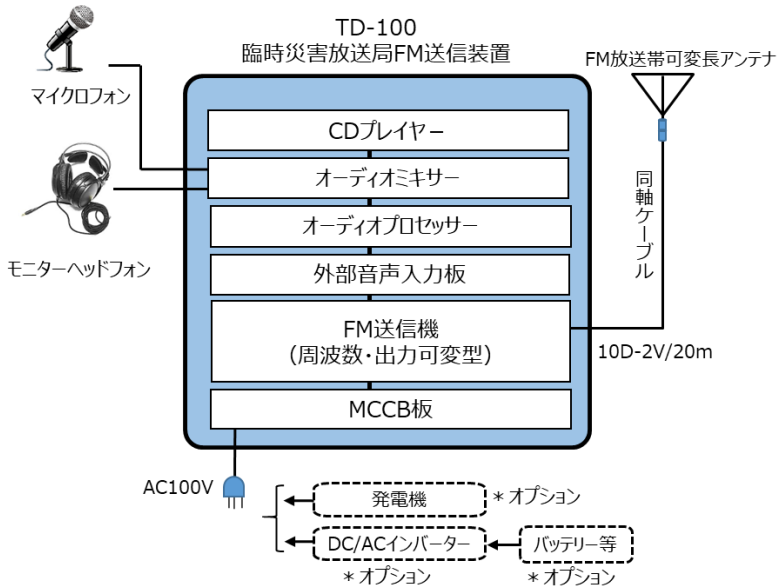 TD-100
臨時災害放送局FM送信装置
FM放送帯可変長アンテナ
マイクロフォン
CDプレイヤー
オーディオミキサー
同軸ケーブル
オーディオプロセッサー
モニターヘッドフォン
外部音声入力板
FM送信機
（周波数・出力可変型）
10D-2V/20m
MCCB板
AC100V
発電機
＊オプション
DC/ACインバーター
バッテリー等
＊オプション
＊オプション